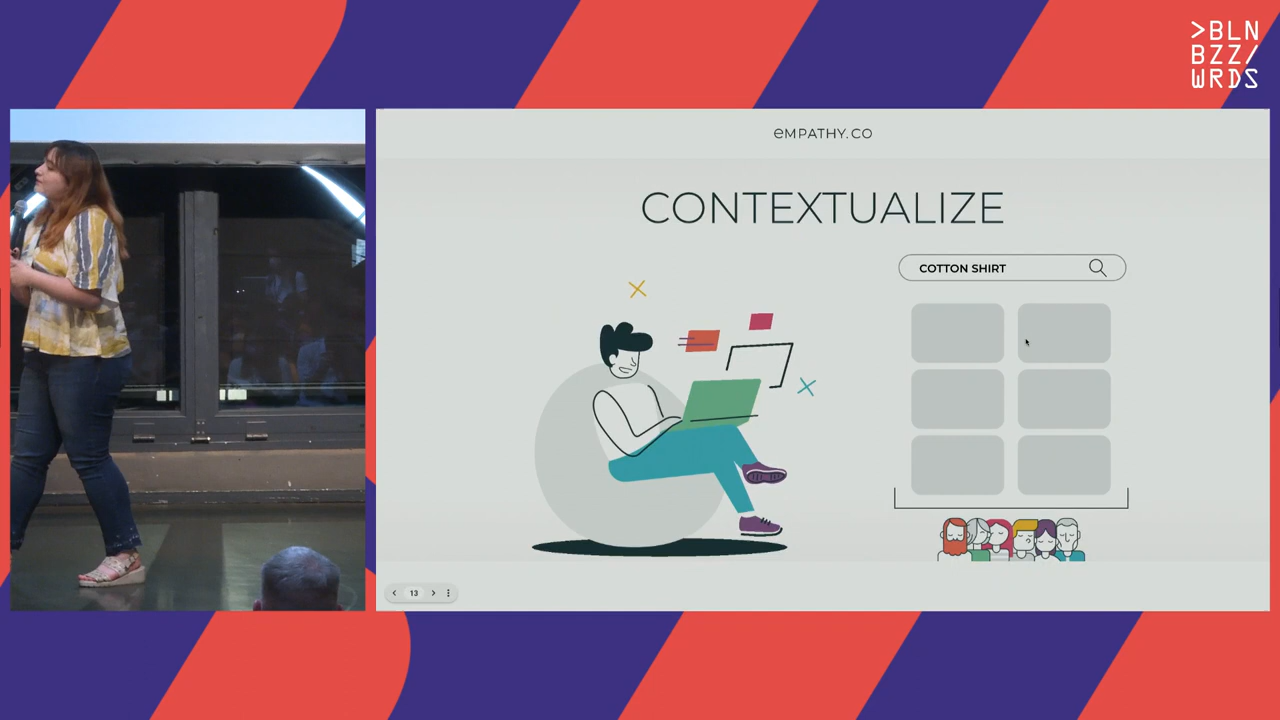 >BLN
BZZ/
WRDS
eMPATHY.CO
CONTEXTUALIZE
COTTON SHIRT
13